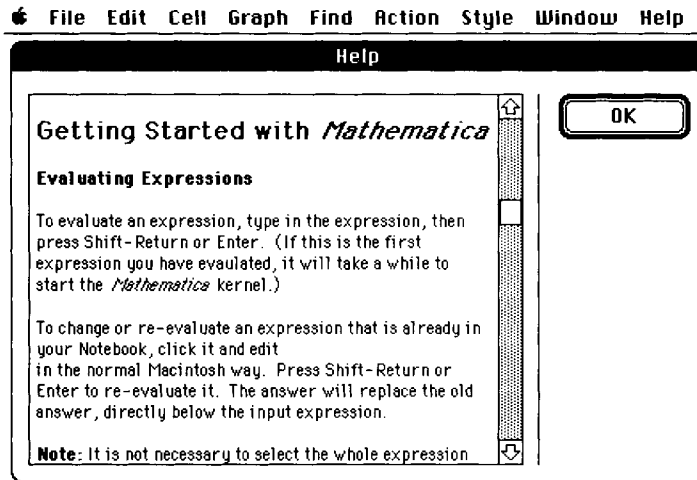 File Edit Cell Graph Find Action Style Window Help
Help
Getting Started with Mathematica
OK
Evaluating Expressions
To evaluate an expression, type in the expression, then
press Shift-Return or Enter. (If this is the first
expression you have evaulated, it will take a while to
start the Mathematica kernel.)
To change or re-evaluate an expression that is already in
your Notebook, click it and edit
in the normal Macintosh way. Press Shift-Return or
Enter to re-evaluate it. The answer will replace the old
answer, directly below the input expression.
Note: It is not necessary to select the whole expression